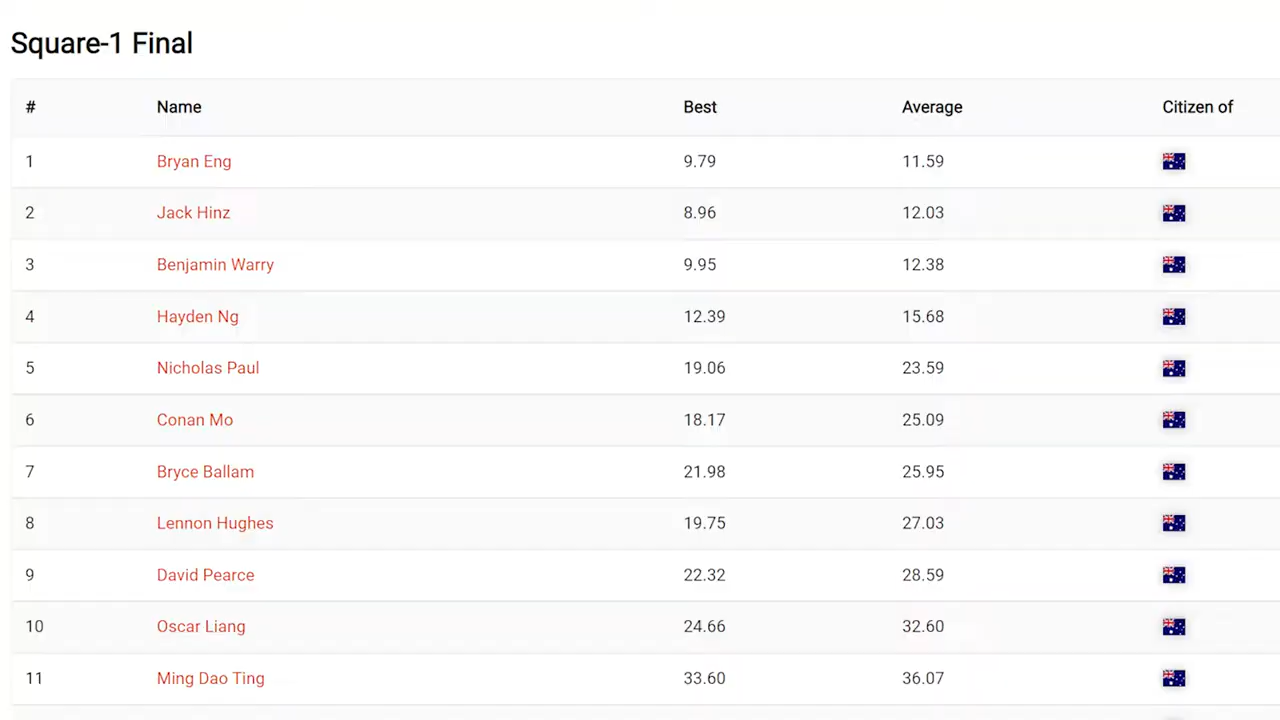 Square-1 Final
# Name Best Average Citizen of
1 Bryan Eng 9.79 11.59
2 Jack Hinz 8.96 12.03
3 Benjamin Warry 9.95 12.38
4 Hayden Ng 12.39 15.68
5 Nicholas Paul 19.06 23.59
6 Conan Mo 18.17 25.09
7 Bryce Ballam 21.98 25.95
8 Lennon Hughes 19.75 27.03
9 David Pearce 22.32 28.59
10 Oscar Liang 24.66 32.60
11 Ming Dao Ting 33.60 36.07